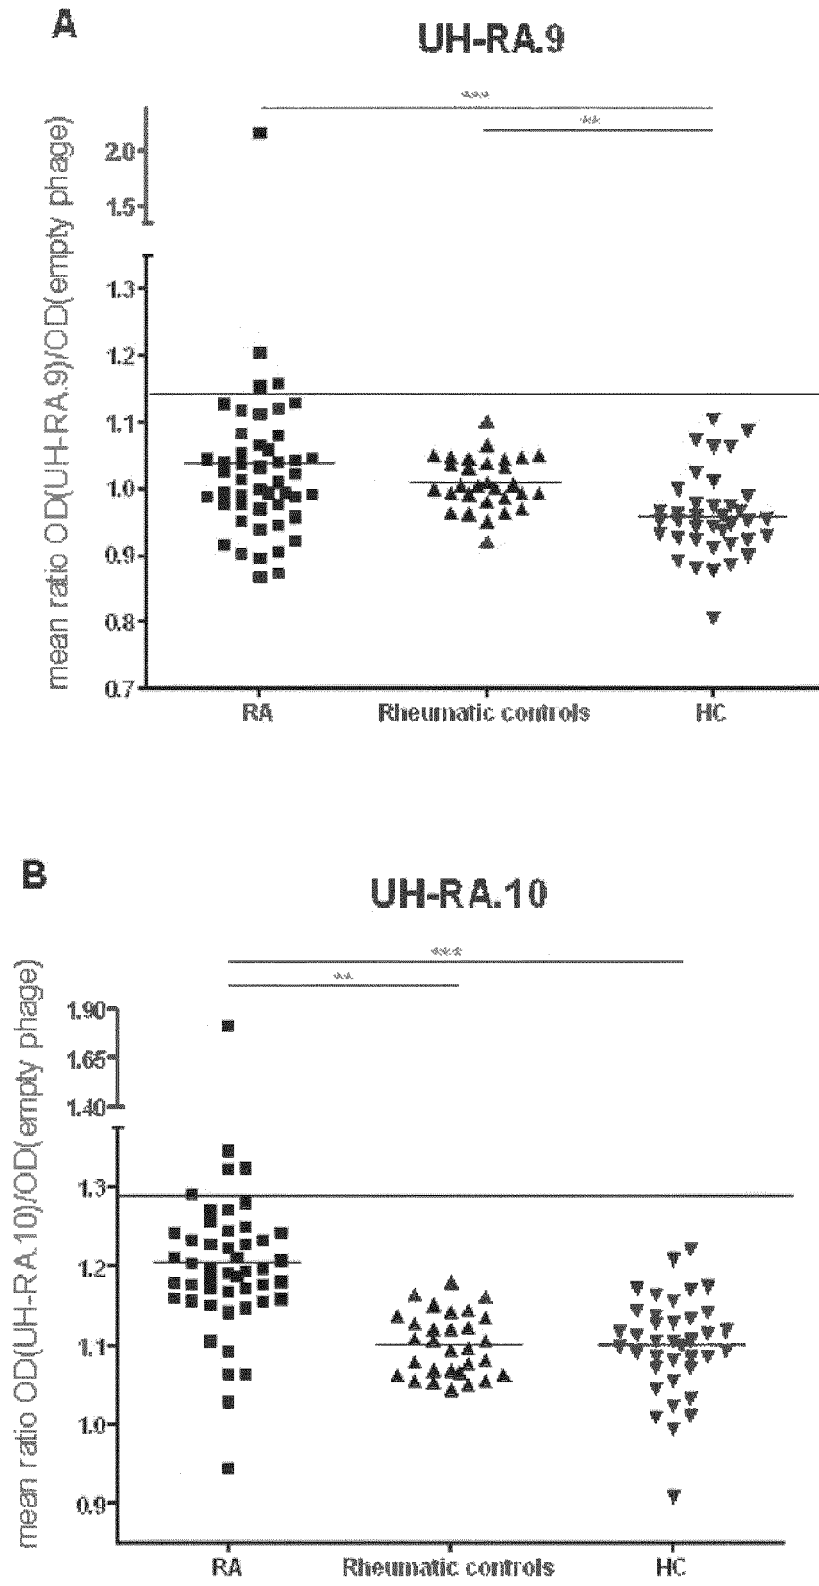 A
UH-RA.9
***
**
mean ratio OD(UH-RA.9)/OD(empty phage)
2.0
1.5
1.3
1.2
1.1
1.0
0.9
0.8
0.7
RA
Rheumatic controls
HC
B
UH-RA.10
***
**
mean ratio OD(UH-RA.10)/OD(empty phage)
1.90
1.65
1.40
1.3
1.2
1.1
1.0
0.9
RA
Rheumatic controls
HC